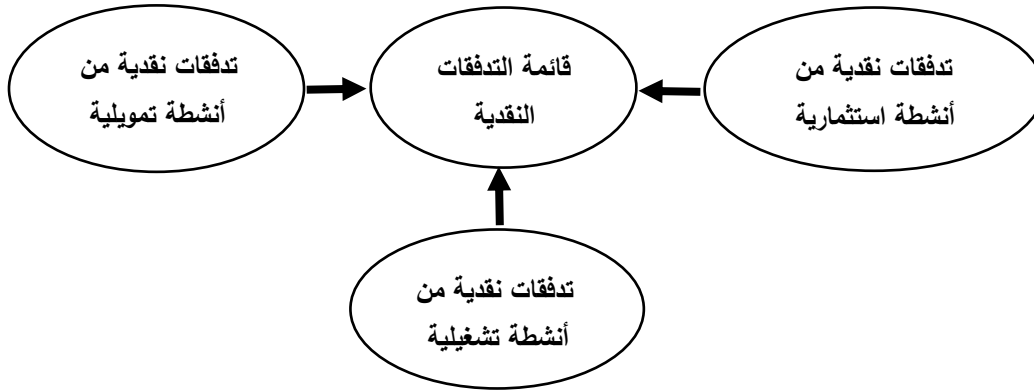 تدفقات نقدية من
أنشطة استثمارية
قائمة التدفقات
النقدية
تدفقات نقدية من
أنشطة تمويلية
تدفقات نقدية من
أنشطة تشغيلية